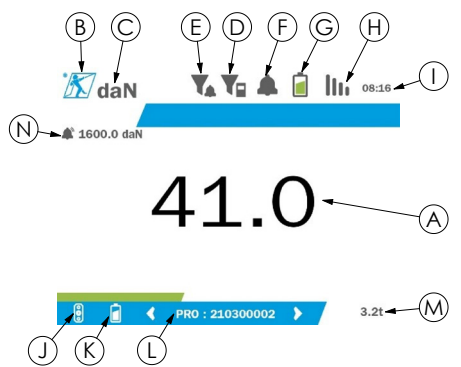 B C E D F G H
daN 08:16 I
N 1600.0 daN
41.0 A
PRO : 210300002 3.2t M
J K L